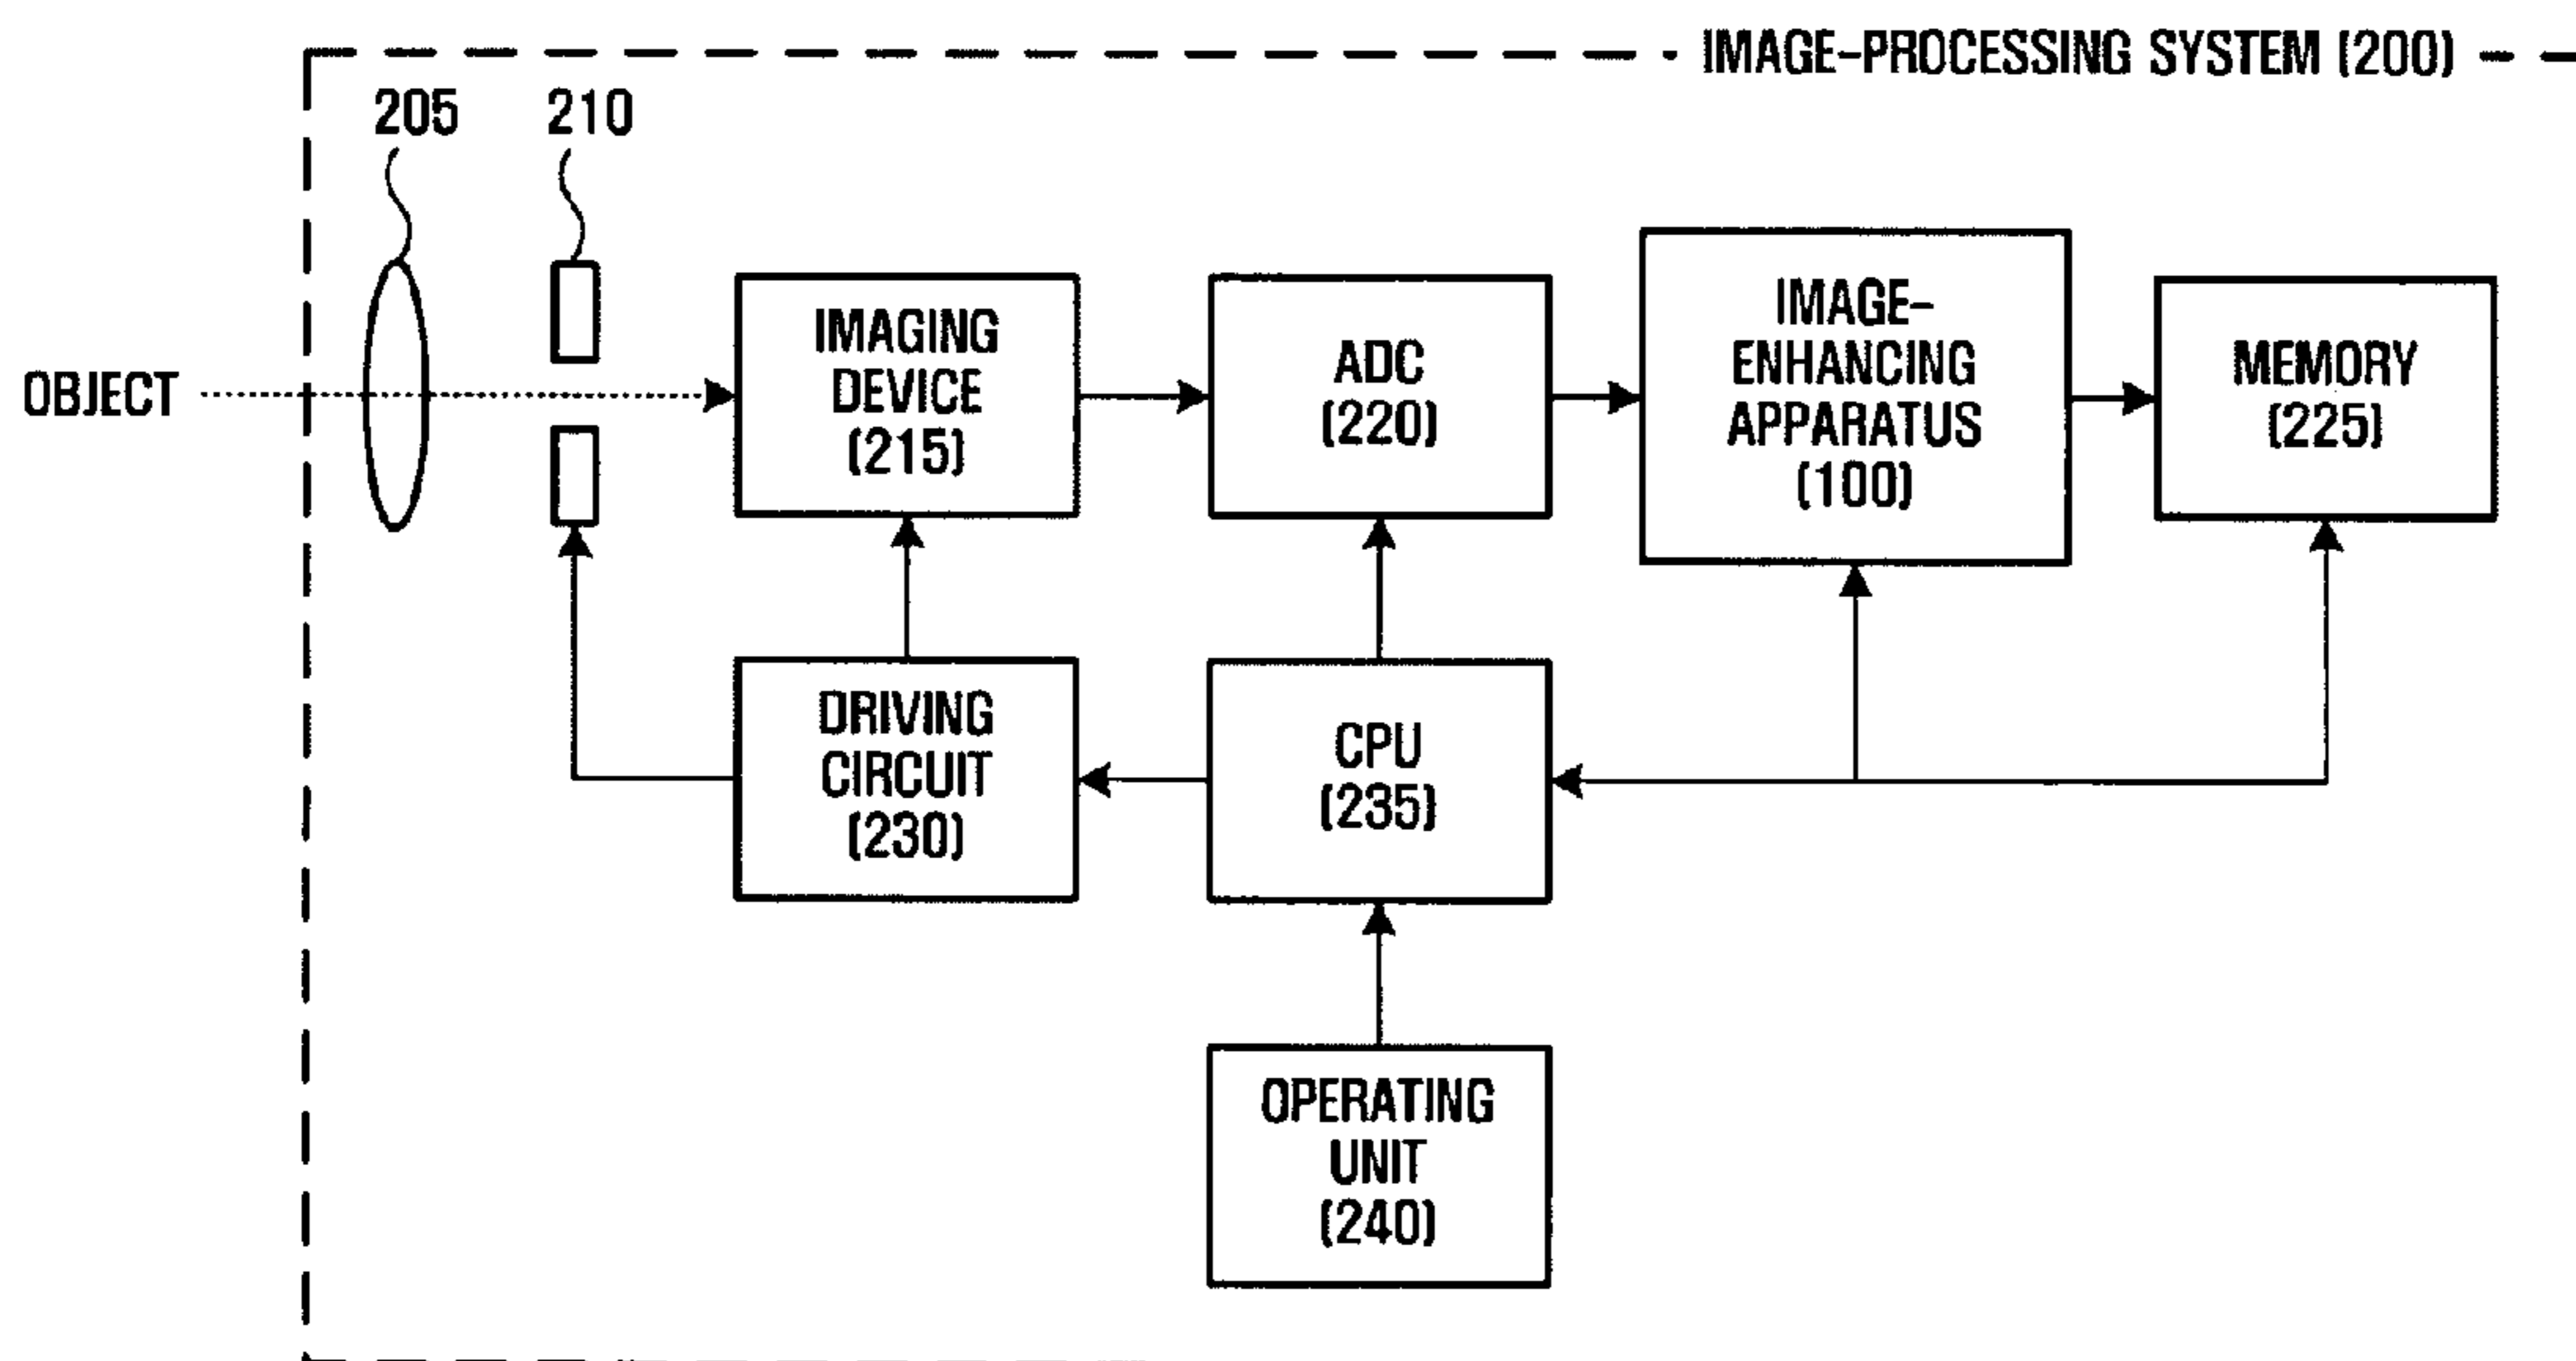 IMAGE-PROCESSING SYSTEM (200)
205
210
OBJECT
IMAGING
DEVICE
(215)
ADC
(220)
IMAGE-
ENHANCING
APPARATUS
(100)
MEMORY
(225)
DRIVING
CIRCUIT
(230)
CPU
(235)
OPERATING
UNIT
(240)